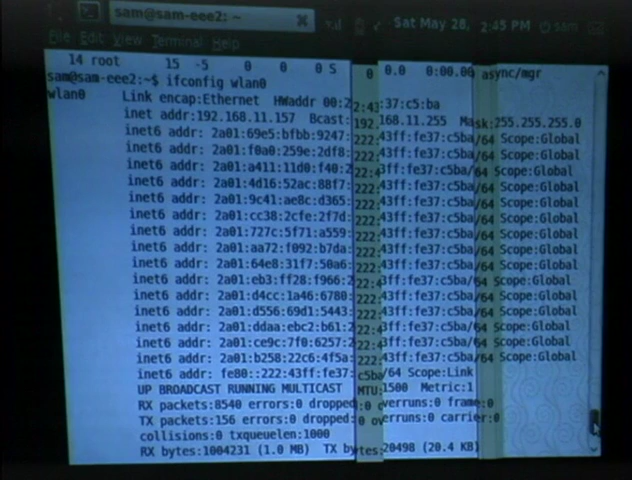 sam@sam-eee2: ~
Sat May 28, 2:45 PM sam
File Edit View Terminal Help
14 root 15 -5 0 0 0 S 0 0.0 0:00.00 async/mgr
sam@sam-eee2:~$ ifconfig wlan0
wlan0 Link encap:Ethernet HWaddr 00:22:43:37:c5:ba
inet addr:192.168.11.157 Bcast:192.168.11.255 Mask:255.255.255.0
inet6 addr: 2a01:69e5:bfbb:9247:222:43ff:fe37:c5ba/64 Scope:Global
inet6 addr: 2a01:f0a0:259e:2df8:222:43ff:fe37:c5ba/64 Scope:Global
inet6 addr: 2a01:a411:11d0:f40:222:43ff:fe37:c5ba/64 Scope:Global
inet6 addr: 2a01:4d16:52ac:88f7:222:43ff:fe37:c5ba/64 Scope:Global
inet6 addr: 2a01:9c41:ae8c:d365:222:43ff:fe37:c5ba/64 Scope:Global
inet6 addr: 2a01:cc38:2cfe:2f7d:222:43ff:fe37:c5ba/64 Scope:Global
inet6 addr: 2a01:727c:5f71:a559:222:43ff:fe37:c5ba/64 Scope:Global
inet6 addr: 2a01:aa72:f092:b7da:222:43ff:fe37:c5ba/64 Scope:Global
inet6 addr: 2a01:64e8:31f7:50a6:222:43ff:fe37:c5ba/64 Scope:Global
inet6 addr: 2a01:eb3:ff28:f966:222:43ff:fe37:c5ba/64 Scope:Global
inet6 addr: 2a01:d4cc:1a46:6780:222:43ff:fe37:c5ba/64 Scope:Global
inet6 addr: 2a01:d556:69d1:5443:222:43ff:fe37:c5ba/64 Scope:Global
inet6 addr: 2a01:ddaa:ebc2:b61:222:43ff:fe37:c5ba/64 Scope:Global
inet6 addr: 2a01:ce9c:7f0:6257:222:43ff:fe37:c5ba/64 Scope:Global
inet6 addr: 2a01:b258:22c6:4f5a:222:43ff:fe37:c5ba/64 Scope:Global
inet6 addr: fe80::222:43ff:fe37:c5ba/64 Scope:Link
UP BROADCAST RUNNING MULTICAST MTU:1500 Metric:1
RX packets:8540 errors:0 dropped:0 overruns:0 frame:0
TX packets:156 errors:0 dropped:0 overruns:0 carrier:0
collisions:0 txqueuelen:1000
RX bytes:1004231 (1.0 MB) TX bytes:20498 (20.4 KB)